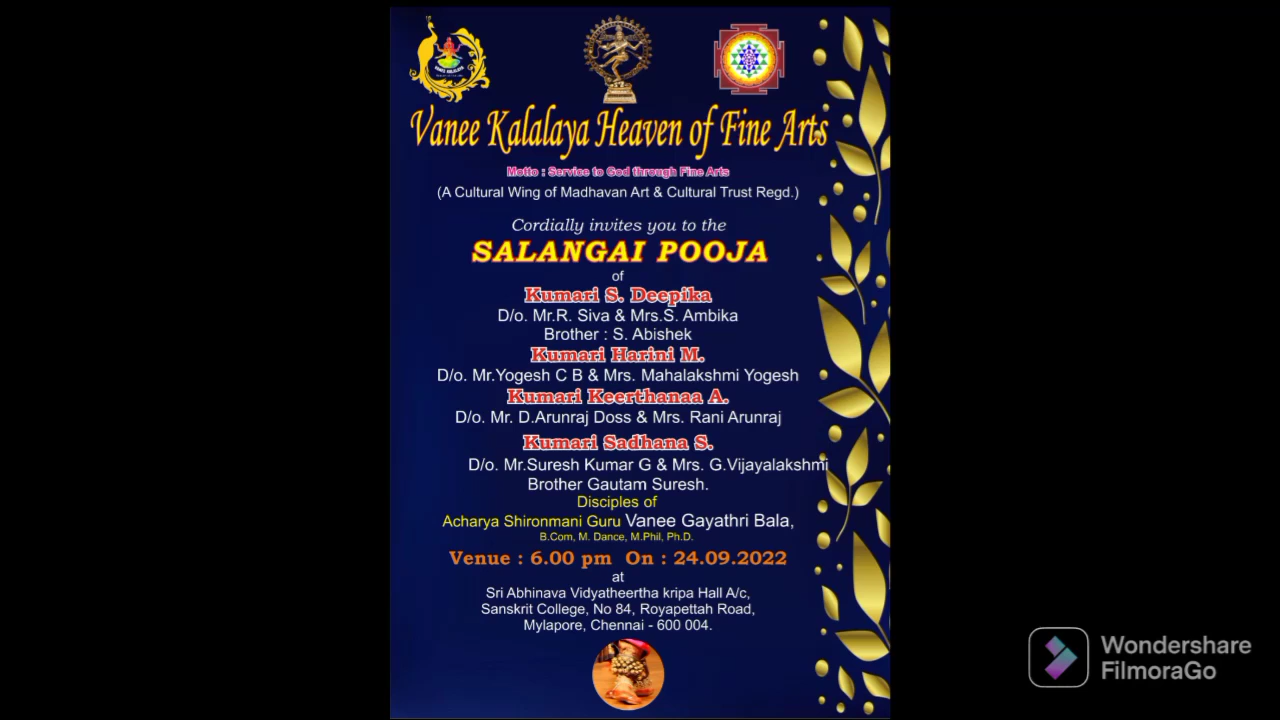 VANEE KALALAYA
Vanee Kalalaya Heaven of Fine Arts
Motto : Service to God through Fine Arts
(A Cultural Wing of Madhavan Art & Cultural Trust Regd.)
Cordially invites you to the
SALANGAI POOJA
of
Kumari S. Deepika
D/o. Mr.R. Siva & Mrs.S. Ambika
Brother : S. Abishek
Kumari Harini M.
D/o. Mr.Yogesh C B & Mrs. Mahalakshmi Yogesh
Kumari Keerthanaa A.
D/o. Mr. D.Arunraj Doss & Mrs. Rani Arunraj
Kumari Sadhana S.
D/o. Mr.Suresh Kumar G & Mrs. G.Vijayalakshmi
Brother Gautam Suresh.
Disciples of
Acharya Shironmani Guru Vanee Gayathri Bala,
B.Com, M. Dance, M.Phil, Ph.D.
Venue : 6.00 pm On : 24.09.2022
at
Sri Abhinava Vidyatheertha kripa Hall A/c,
Sanskrit College, No 84, Royapettah Road,
Mylapore, Chennai - 600 004.
Wondershare
FilmoraGo